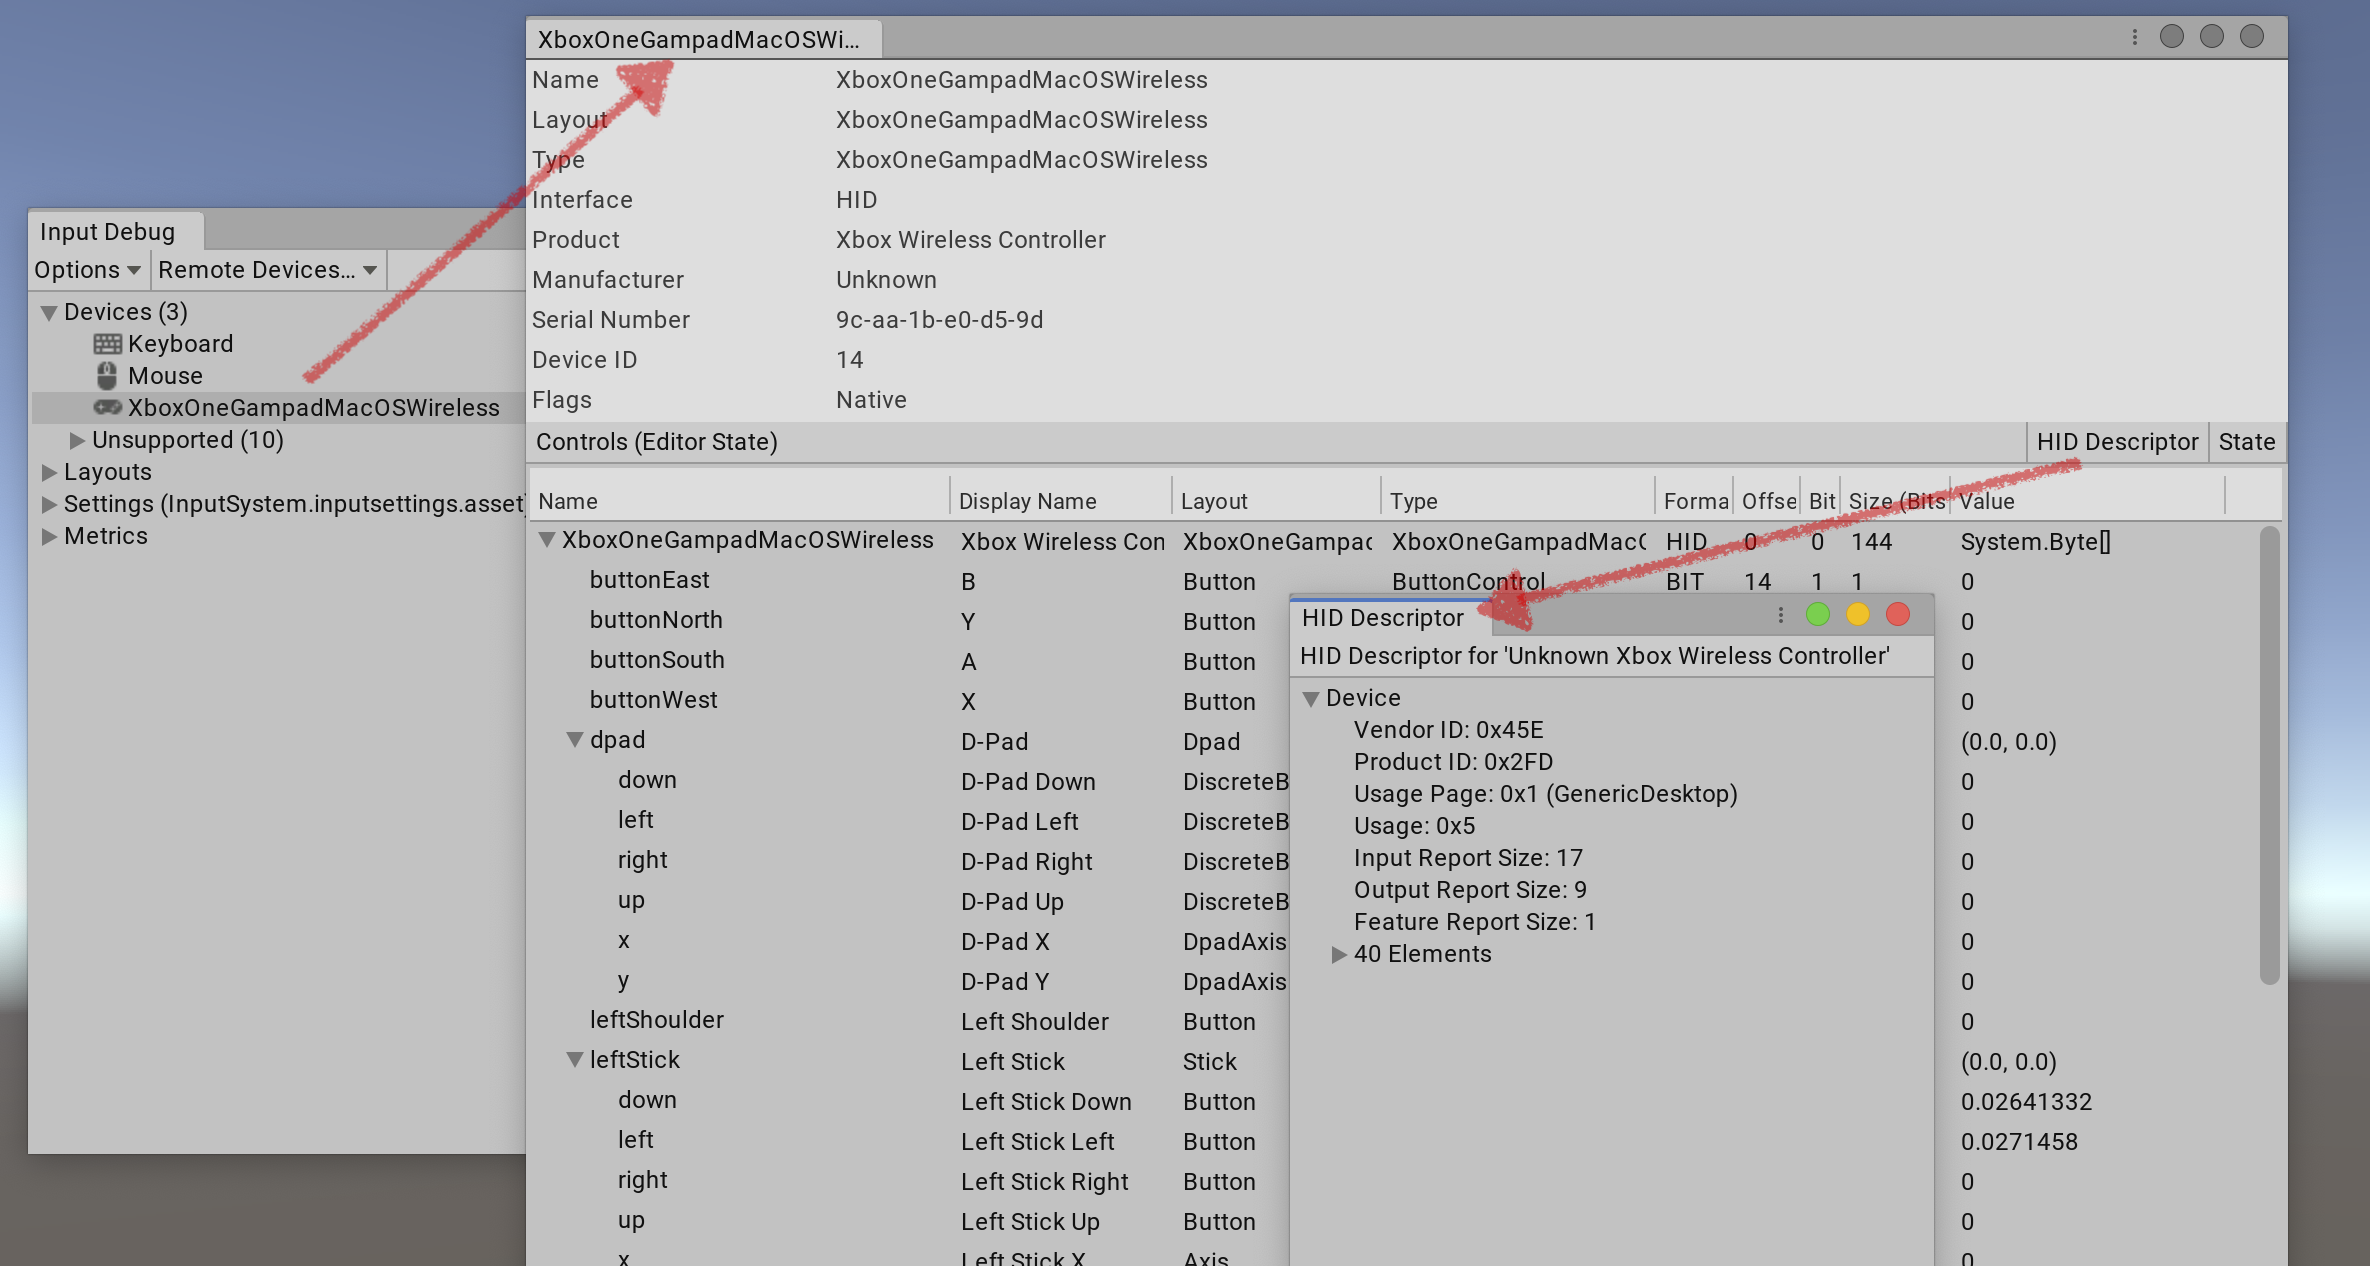 XboxOneGampadMacOSWi...
Name XboxOneGampadMacOSWireless
Layout XboxOneGampadMacOSWireless
Type XboxOneGampadMacOSWireless
Interface HID
Product Xbox Wireless Controller
Manufacturer Unknown
Serial Number 9c-aa-1b-e0-d5-9d
Device ID 14
Flags Native
Input Debug
Options Remote Devices...
Devices (3)
Keyboard
Mouse
XboxOneGampadMacOSWireless
Unsupported (10)
Layouts
Settings (InputSystem.inputsettings.asset)
Metrics
Controls (Editor State) HID Descriptor State
Name Display Name Layout Type Forma Offse Bit Size (Bits Value
XboxOneGampadMacOSWireless Xbox Wireless Con XboxOneGampac XboxOneGampadMacC HID 0 0 144 System.Byte[]
buttonEast B Button ButtonControl BIT 14 1 1 0
buttonNorth Y Button 0
buttonSouth A Button 0
buttonWest X Button 0
dpad D-Pad Dpad (0.0, 0.0)
down D-Pad Down DiscreteB 0
left D-Pad Left DiscreteB 0
right D-Pad Right DiscreteB 0
up D-Pad Up DiscreteB 0
x D-Pad X DpadAxis 0
y D-Pad Y DpadAxis 0
leftShoulder Left Shoulder Button 0
leftStick Left Stick Stick (0.0, 0.0)
down Left Stick Down Button 0.02641332
left Left Stick Left Button 0.0271458
right Left Stick Right Button 0
up Left Stick Up Button 0
x Left Stick X Axis 0
HID Descriptor
HID Descriptor for 'Unknown Xbox Wireless Controller'
Device
Vendor ID: 0x45E
Product ID: 0x2FD
Usage Page: 0x1 (GenericDesktop)
Usage: 0x5
Input Report Size: 17
Output Report Size: 9
Feature Report Size: 1
40 Elements